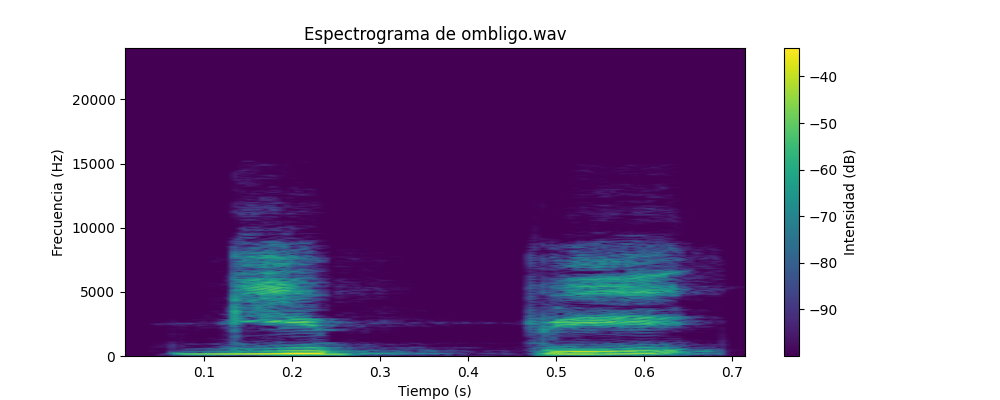 Espectrograma de ombligo.wav
Frecuencia (Hz)
20000
15000
10000
5000
0
0.1 0.2 0.3 0.4 0.5 0.6 0.7
Tiempo (s)
−40
−50
−60
−70
−80
−90
Intensidad (dB)